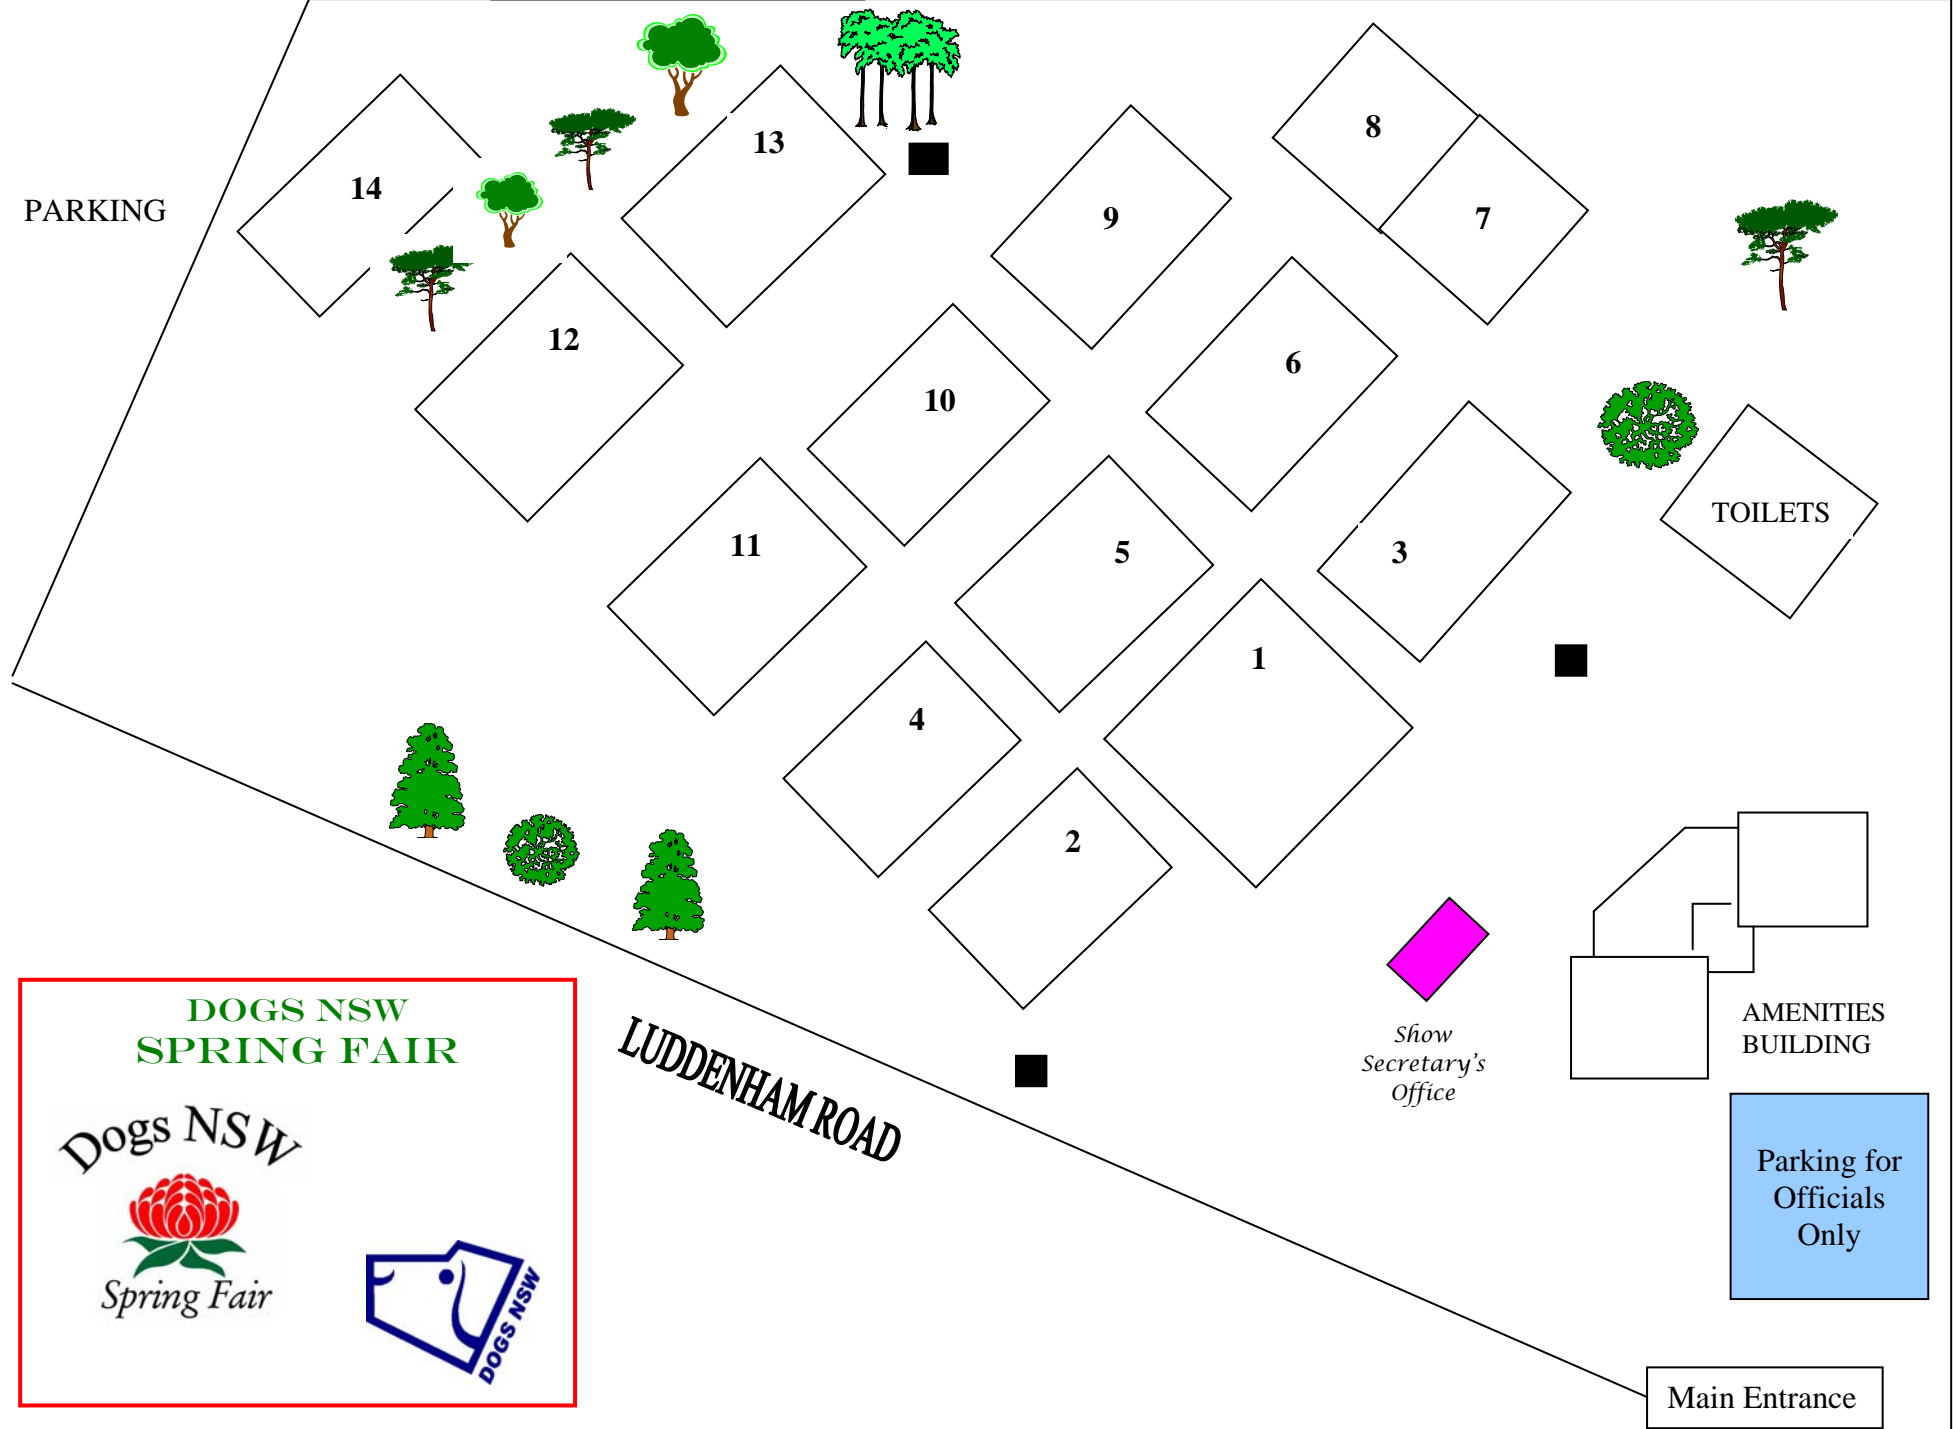 8
13
14
7
PARKING
9
12
6
10
TOILETS
11
5
3
1
4
2
DOGS NSW
SPRING FAIR
AMENITIES
BUILDING
Show
Secretary's
Office
LUDDENHAM ROAD
Dogs NSW
Spring Fair
DOGS NSW
Parking for
Officials
Only
Main Entrance